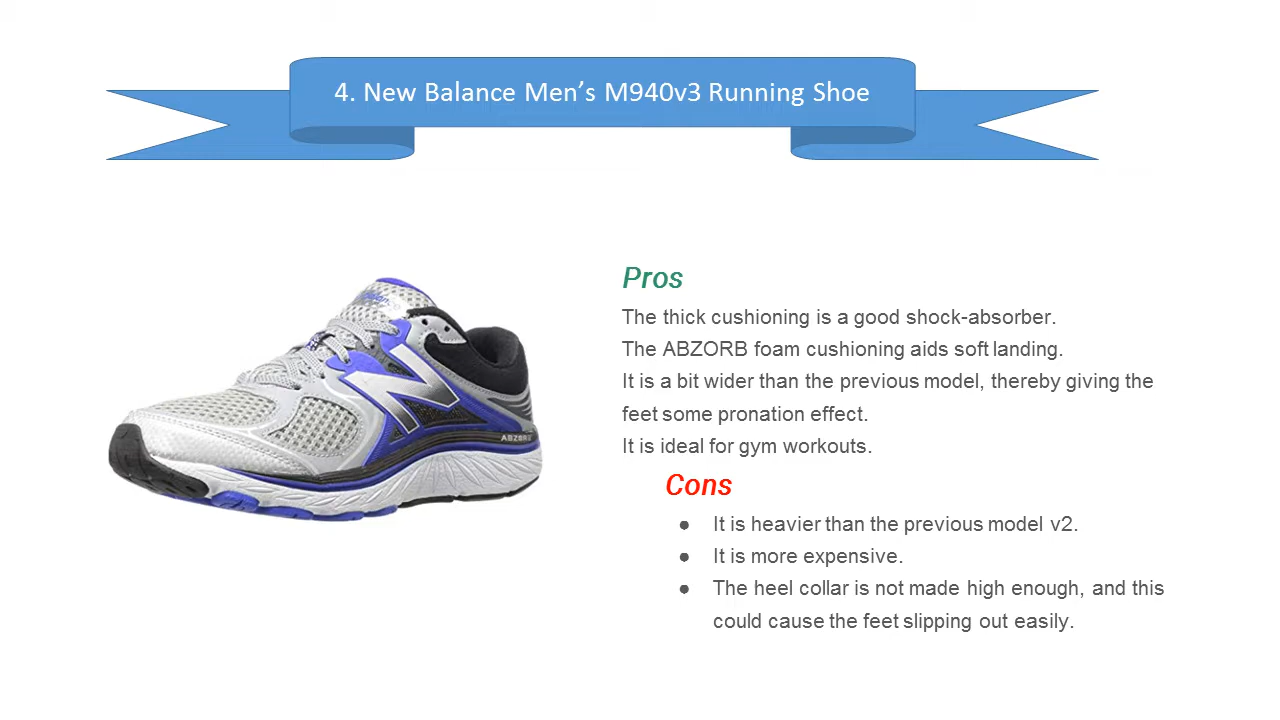 4. New Balance Men’s M940v3 Running Shoe
ABZORB
Pros
The thick cushioning is a good shock-absorber.
The ABZORB foam cushioning aids soft landing.
It is a bit wider than the previous model, thereby giving the
feet some pronation effect.
It is ideal for gym workouts.
Cons
● It is heavier than the previous model v2.
● It is more expensive.
● The heel collar is not made high enough, and this
could cause the feet slipping out easily.